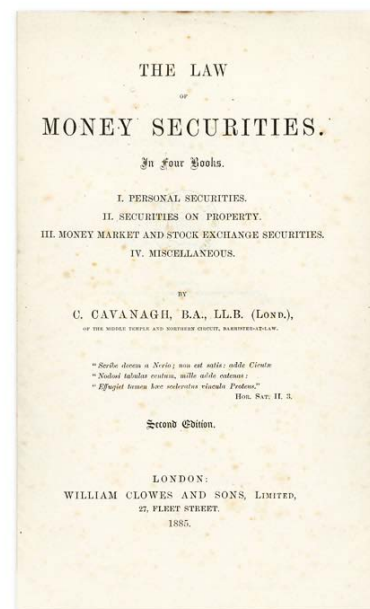 THE LAW
OF
MONEY SECURITIES.
In Four Books.
I. PERSONAL SECURITIES.
II. SECURITIES ON PROPERTY.
III. MONEY MARKET AND STOCK EXCHANGE SECURITIES.
IV. MISCELLANEOUS.
BY
C. CAVANAGH, B.A., LL.B. (LOND.),
OF THE MIDDLE TEMPLE AND NORTHERN CIRCUIT, BARRISTER-AT-LAW.
"Scribe decem a Nerio; non est satis: adde Cicutæ
"Nodosi tabulas centum, mille adde catenas:
"Effugiet tamen hæc sceleratus vincula Proteus."
HOR. SAT. II. 3.
Second Edition.
LONDON:
WILLIAM CLOWES AND SONS, LIMITED,
27, FLEET STREET.
1885.